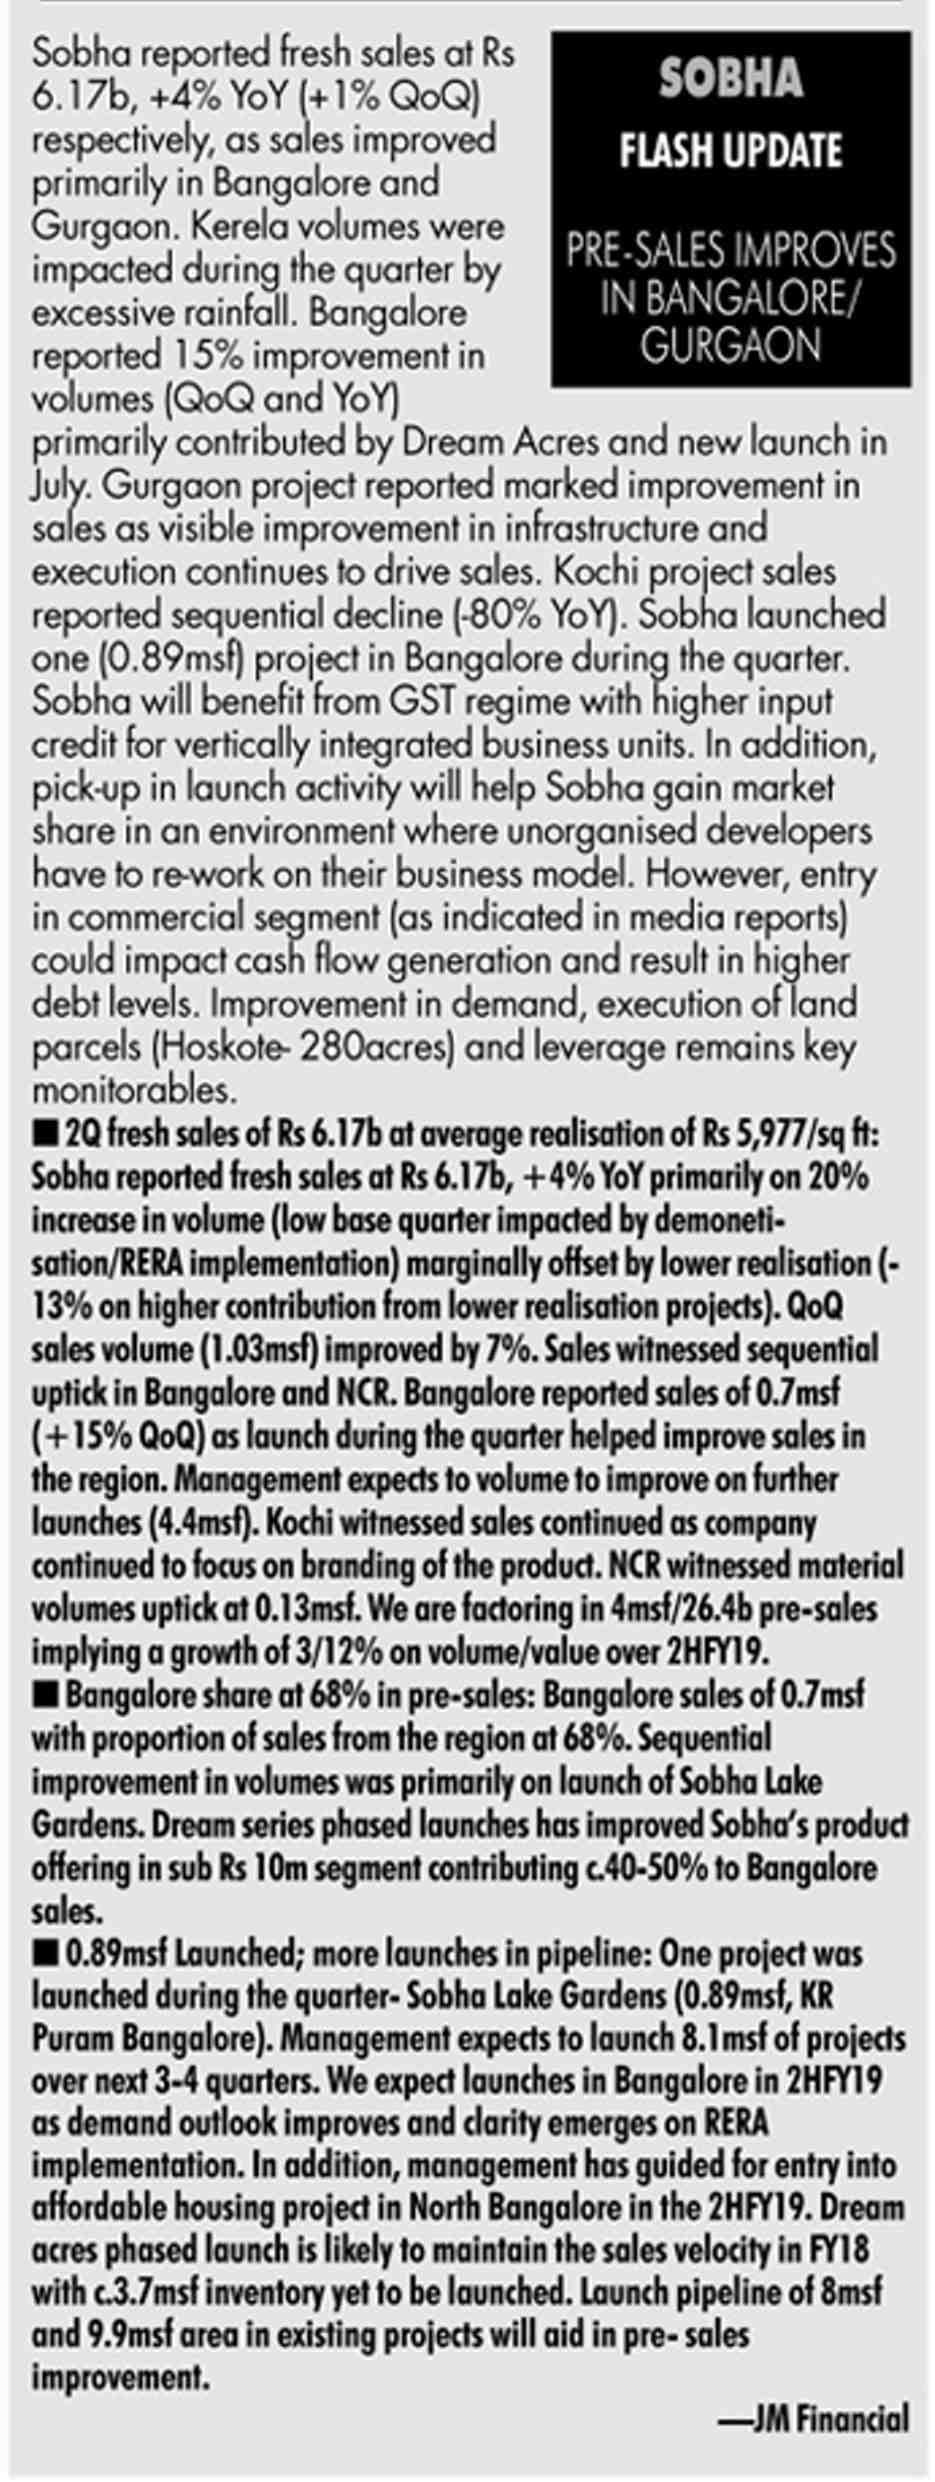 Sobha reported fresh sales at Rs
6.17b, +4% YoY (+1% QoQ)
respectively, as sales improved
primarily in Bangalore and
Gurgaon. Kerela volumes were
impacted during the quarter by
excessive rainfall. Bangalore
reported 15% improvement in
volumes (QoQ and YoY)
SOBHA
FLASH UPDATE
PRE-SALES IMPROVES
IN BANGALORE/
GURGAON
primarily contributed by Dream Acres and new launch in
July. Gurgaon project reported marked improvement in
sales as visible improvement in infrastructure and
execution continues to drive sales. Kochi project sales
reported sequential decline (-80% YoY). Sobha launched
one (0.89msf) project in Bangalore during the quarter.
Sobha will benefit from GST regime with higher input
credit for vertically integrated business units. In addition,
pick-up in launch activity will help Sobha gain market
share in an environment where unorganised developers
have to re-work on their business model. However, entry
in commercial segment (as indicated in media reports)
could impact cash flow generation and result in higher
debt levels. Improvement in demand, execution of land
parcels (Hoskote- 280acres) and leverage remains key
monitorables.
■ 2Q fresh sales of Rs 6.17b at average realisation of Rs 5,977/sq ft:
Sobha reported fresh sales at Rs 6.17b, +4% YoY primarily on 20%
increase in volume (low base quarter impacted by demoneti-
sation/RERA implementation) marginally offset by lower realisation (-
13% on higher contribution from lower realisation projects). QoQ
sales volume (1.03msf) improved by 7%. Sales witnessed sequential
uptick in Bangalore and NCR. Bangalore reported sales of 0.7msf
(+15% QoQ) as launch during the quarter helped improve sales in
the region. Management expects to volume to improve on further
launches (4.4msf). Kochi witnessed sales continued as company
continued to focus on branding of the product. NCR witnessed material
volumes uptick at 0.13msf. We are factoring in 4msf/26.4b pre-sales
implying a growth of 3/12% on volume/value over 2HFY19.
■ Bangalore share at 68% in pre-sales: Bangalore sales of 0.7msf
with proportion of sales from the region at 68%. Sequential
improvement in volumes was primarily on launch of Sobha Lake
Gardens. Dream series phased launches has improved Sobha's product
offering in sub Rs 10m segment contributing c.40-50% to Bangalore
sales.
■ 0.89msf Launched; more launches in pipeline: One project was
launched during the quarter- Sobha Lake Gardens (0.89msf, KR
Puram Bangalore). Management expects to launch 8.1msf of projects
over next 3-4 quarters. We expect launches in Bangalore in 2HFY19
as demand outlook improves and clarity emerges on RERA
implementation. In addition, management has guided for entry into
affordable housing project in North Bangalore in the 2HFY19. Dream
acres phased launch is likely to maintain the sales velocity in FY18
with c.3.7msf inventory yet to be launched. Launch pipeline of 8msf
and 9.9msf area in existing projects will aid in pre- sales
improvement.
—JM Financial